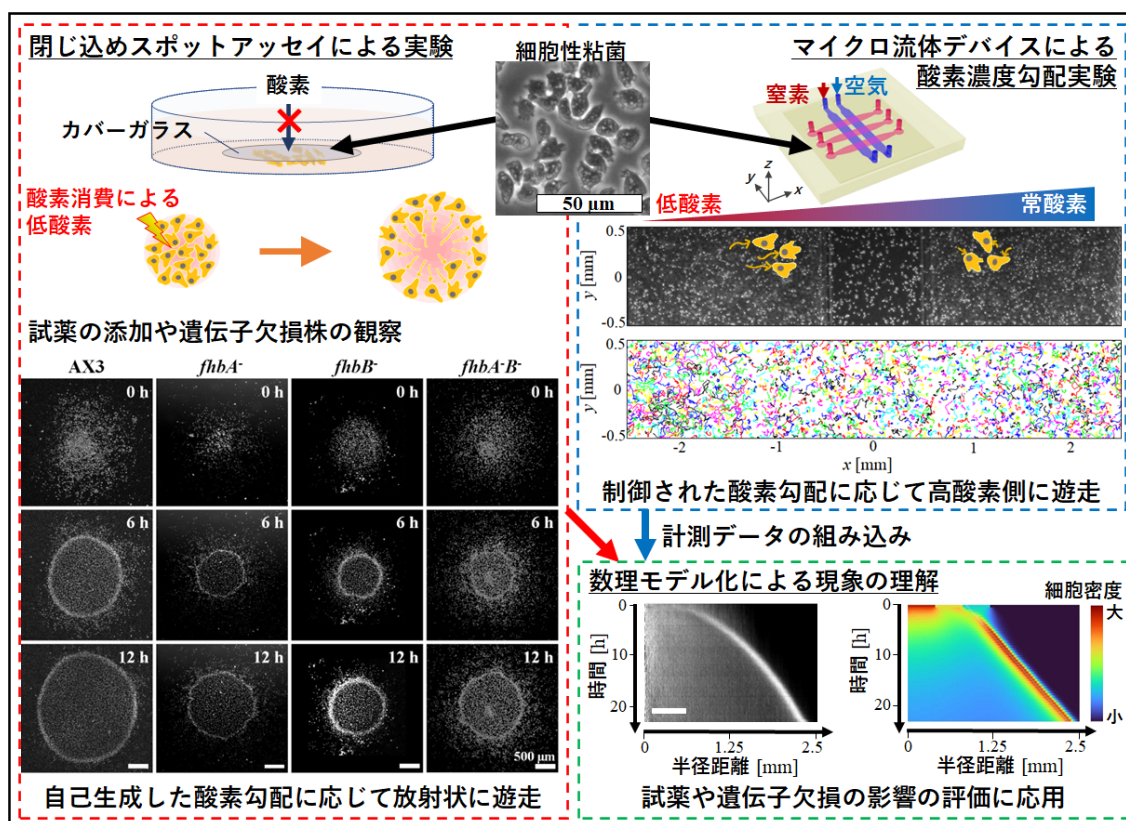 閉じ込めスポットアッセイによる実験
酸素
カバーガラス
酸素消費による
低酸素
試薬の添加や遺伝子欠損株の観察
AX3
fhbA-
fhbB-
fhbA-B-
0 h
0 h
0 h
0 h
6 h
6 h
6 h
6 h
12 h
12 h
12 h
12 h
500 μm
自己生成した酸素勾配に応じて放射状に遊走
細胞性粘菌
50 μm
マイクロ流体デバイスによる
酸素濃度勾配実験
窒素
空気
z
y
x
低酸素
常酸素
0.5
0
-0.5
y [mm]
0.5
0
-0.5
y [mm]
-2
-1
0
1
2
x [mm]
制御された酸素勾配に応じて高酸素側に遊走
計測データの組み込み
数理モデル化による現象の理解
0
10
20
時間 [h]
0
1.25
2.5
半径距離 [mm]
細胞密度
大
小
0
10
20
時間 [h]
0
1.25
2.5
半径距離 [mm]
試薬や遺伝子欠損の影響の評価に応用